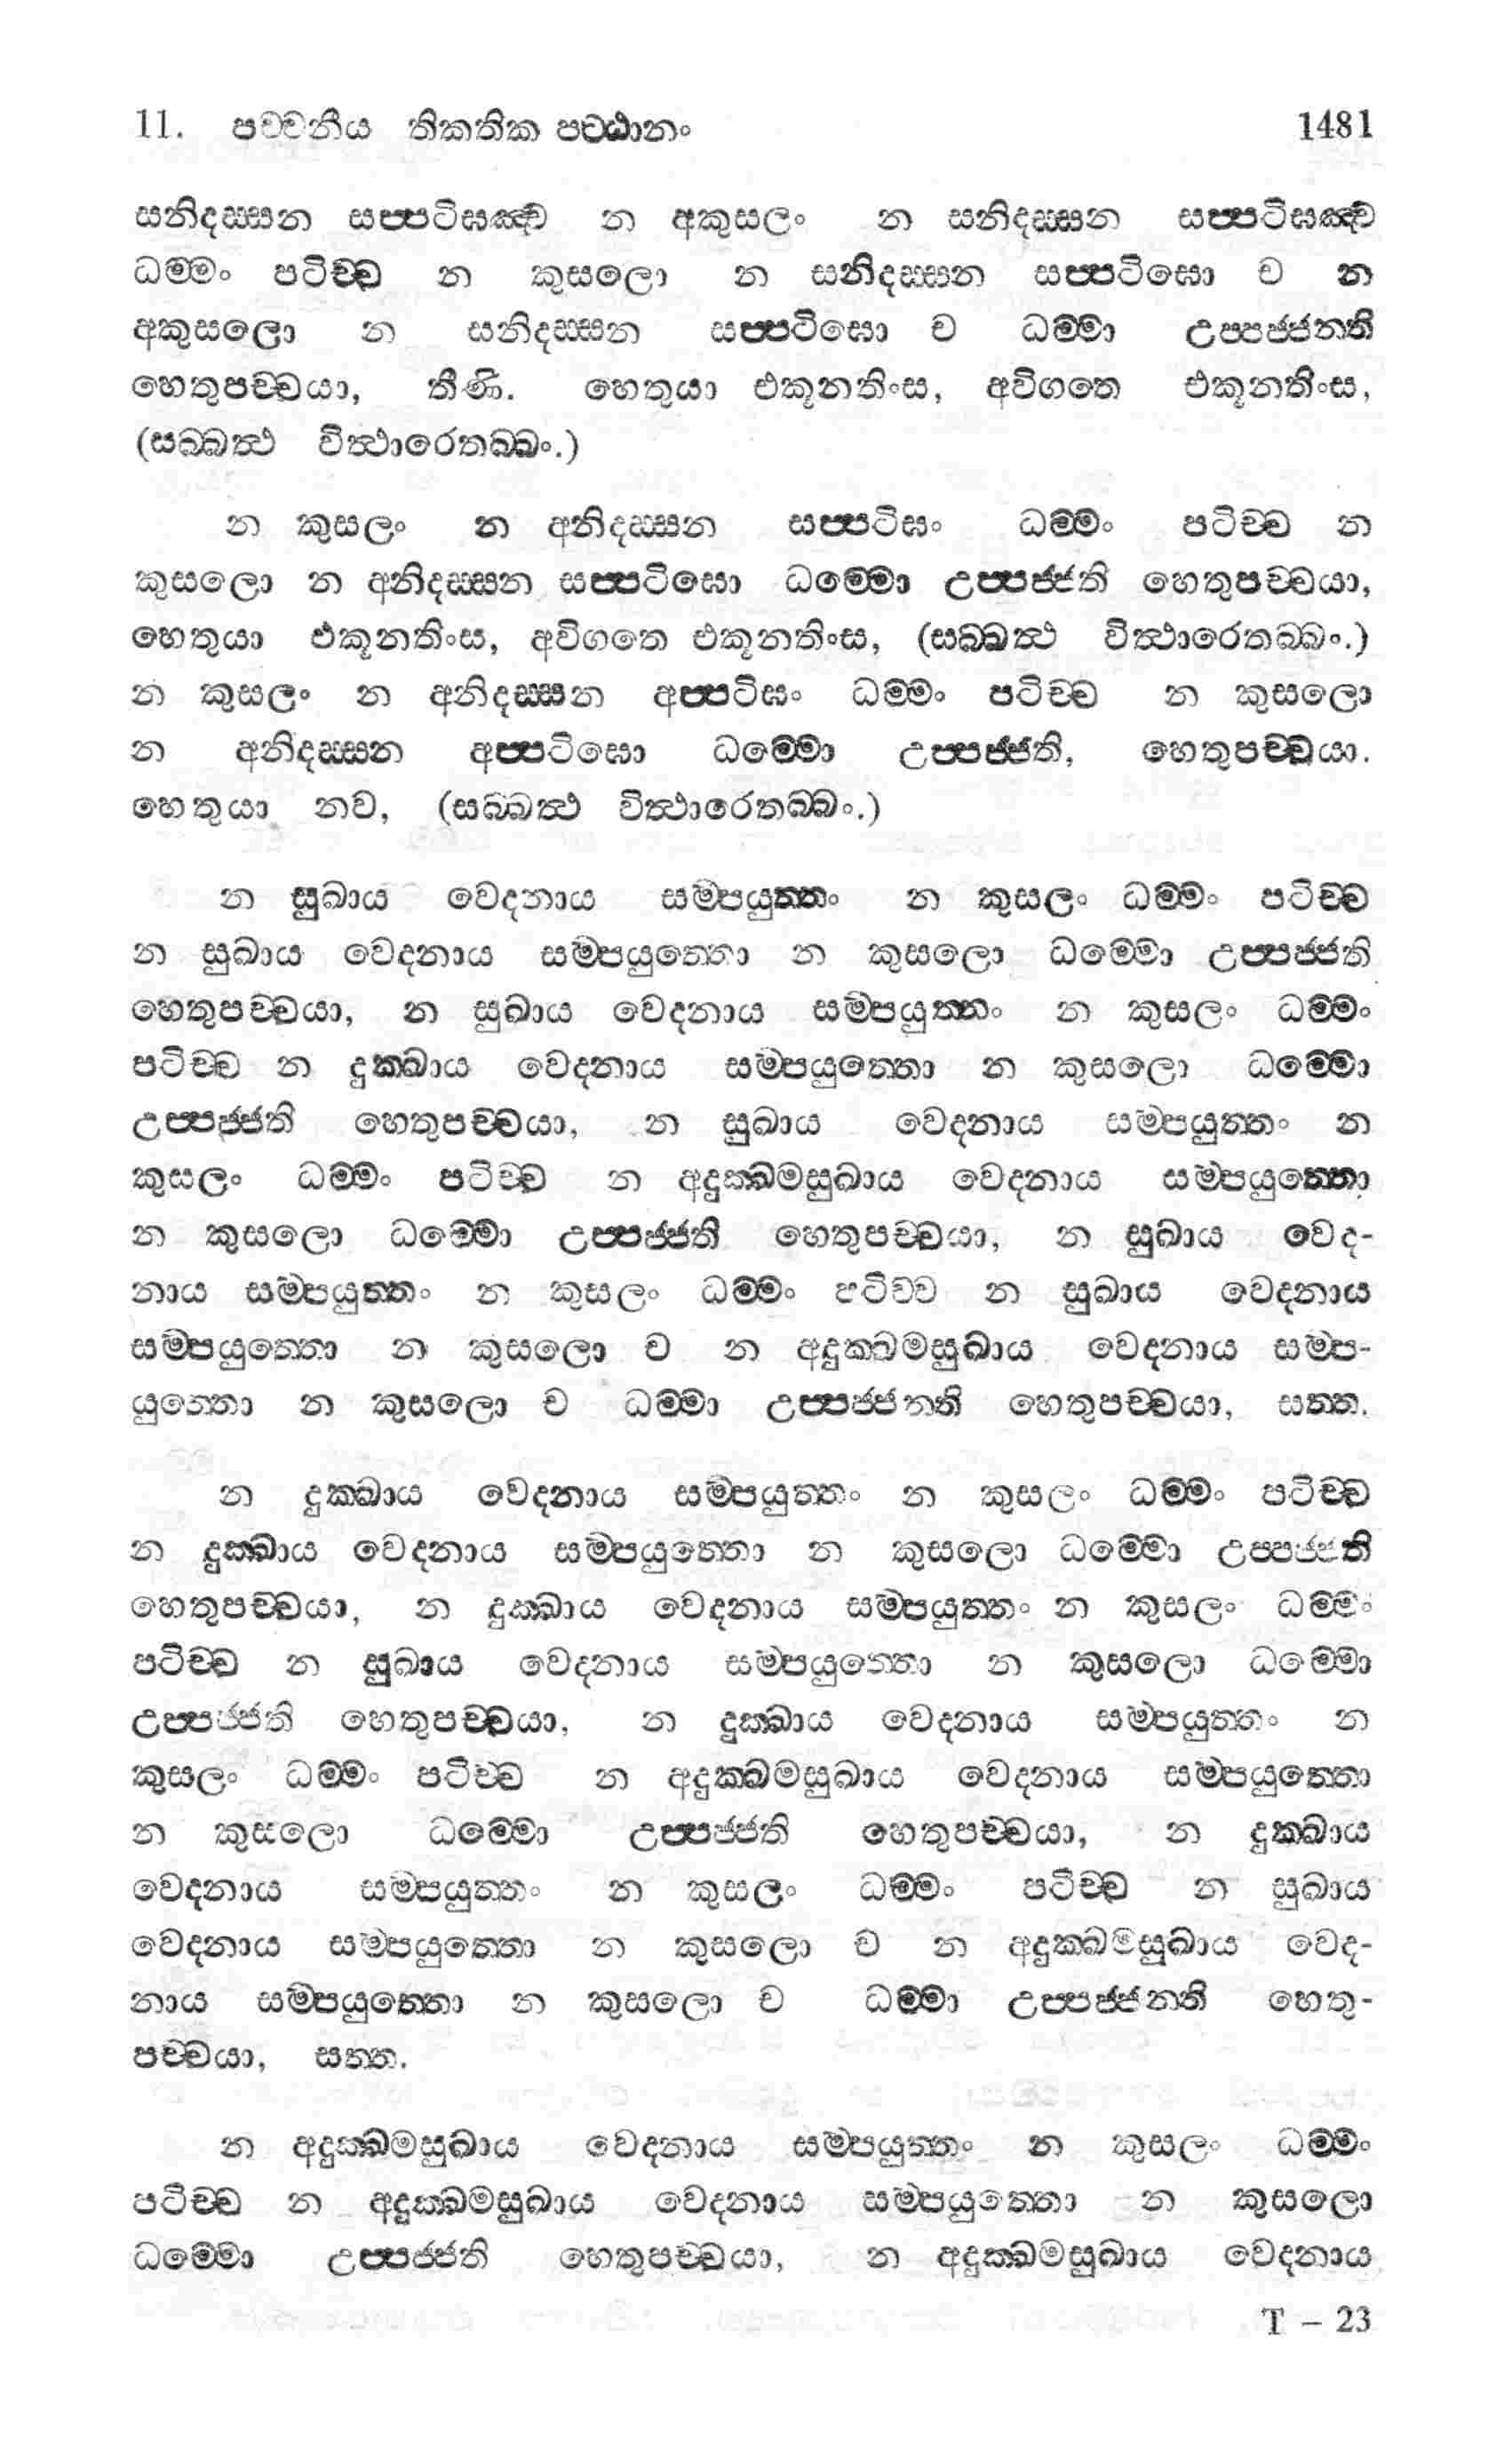 11. පච්චනීය තිකතික පට්ඨානං 1481
සනිදස්සන සප්පටිඝඤ්ච න අකුසලං න සනිදස්සන සප්පටිඝඤ්ච
ධම්මං පටිච්ච න කුසලො න සනිදස්සන සප්පටිඝො ච න
අකුසලො න සනිදස්සන සප්පටිඝො ච ධම්මා උප්පජ්ජන්ති
හෙතුපච්චයා, තීණි. හෙතුයා එකූනතිංස, අවිගතෙ එකූනතිංස,
(සබ්බත්ථ විත්ථාරෙතබ්බං.)
න කුසලං න අනිදස්සන සප්පටිඝං ධම්මං පටිච්ච න
කුසලො න අනිදස්සන සප්පටිඝො ධම්මො උප්පජ්ජති හෙතුපච්චයා,
හෙතුයා එකූනතිංස, අවිගතෙ එකූනතිංස, (සබ්බත්ථ විත්ථාරෙතබ්බං.)
න කුසලං න අනිදස්සන අප්පටිඝං ධම්මං පටිච්ච න කුසලො
න අනිදස්සන අප්පටිඝො ධම්මො උප්පජ්ජති, හෙතුපච්චයා.
හෙතුයා නව, (සබ්බත්ථ විත්ථාරෙතබ්බං.)
න සුඛාය වෙදනාය සම්පයුත්තං න කුසලං ධම්මං පටිච්ච
න සුඛාය වෙදනාය සම්පයුත්තො න කුසලො ධම්මො උප්පජ්ජති
හෙතුපච්චයා, න සුඛාය වෙදනාය සම්පයුත්තං න කුසලං ධම්මං
පටිච්ච න දුක්ඛාය වෙදනාය සම්පයුත්තො න කුසලො ධම්මො
උප්පජ්ජති හෙතුපච්චයා, න සුඛාය වෙදනාය සම්පයුත්තං න
කුසලං ධම්මං පටිච්ච න අදුක්ඛමසුඛාය වෙදනාය සම්පයුත්තො
න කුසලො ධම්මො උප්පජ්ජති හෙතුපච්චයා, න සුඛාය වෙද-
නාය සම්පයුත්තං න කුසලං ධම්මං පටිච්ච න සුඛාය වෙදනාය
සම්පයුත්තො න කුසලො ච න අදුක්ඛමසුඛාය වෙදනාය සම්ප-
යුත්තො න කුසලො ච ධම්මා උප්පජ්ජන්ති හෙතුපච්චයා, සත්ත.
න දුක්ඛාය වෙදනාය සම්පයුත්තං න කුසලං ධම්මං පටිච්ච
න දුක්ඛාය වෙදනාය සම්පයුත්තො න කුසලො ධම්මො උප්පජ්ජති
හෙතුපච්චයා, න දුක්ඛාය වෙදනාය සම්පයුත්තං න කුසලං ධම්මං
පටිච්ච න සුඛාය වෙදනාය සම්පයුත්තො න කුසලො ධම්මො
උප්පජ්ජති හෙතුපච්චයා, න දුක්ඛාය වෙදනාය සම්පයුත්තං න
කුසලං ධම්මං පටිච්ච න අදුක්ඛමසුඛාය වෙදනාය සම්පයුත්තො
න කුසලො ධම්මො උප්පජ්ජති හෙතුපච්චයා, න දුක්ඛාය
වෙදනාය සම්පයුත්තං න කුසලං ධම්මං පටිච්ච න සුඛාය
වෙදනාය සම්පයුත්තො න කුසලො ච න අදුක්ඛමසුඛාය වෙද-
නාය සම්පයුත්තො න කුසලො ච ධම්මා උප්පජ්ජන්ති හෙතු-
පච්චයා, සත්ත.
න අදුක්ඛමසුඛාය වෙදනාය සම්පයුත්තං න කුසලං ධම්මං
පටිච්ච න අදුක්ඛමසුඛාය වෙදනාය සම්පයුත්තො න කුසලො
ධම්මො උප්පජ්ජති හෙතුපච්චයා, න අදුක්ඛමසුඛාය වෙදනාය
T – 23